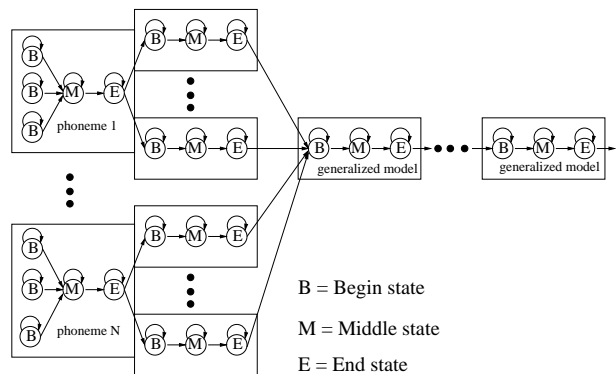 B M E
B
B M E
B
B
phoneme 1
B M E
B M E
generalized model
B M E
generalized model
B M E
B
B M E
B
phoneme N
B M E
B = Begin state
M = Middle state
E = End state